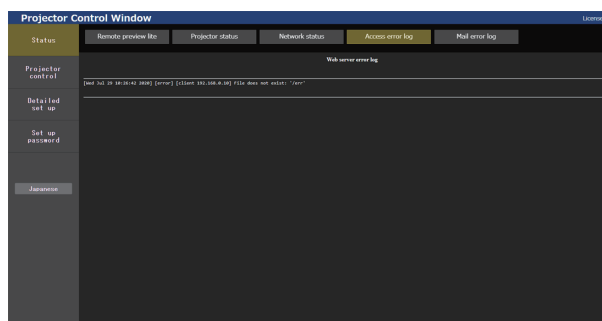 Projector Control Window
License
Status
Remote preview lite
Projector status
Network status
Access error log
Mail error log
Web server error log
Projector
control
[Wed Jul 29 10:16:42 2020] [error] [client 192.168.0.10] File does not exist: '/err'
Detailed
set up
Set up
password
Japanese